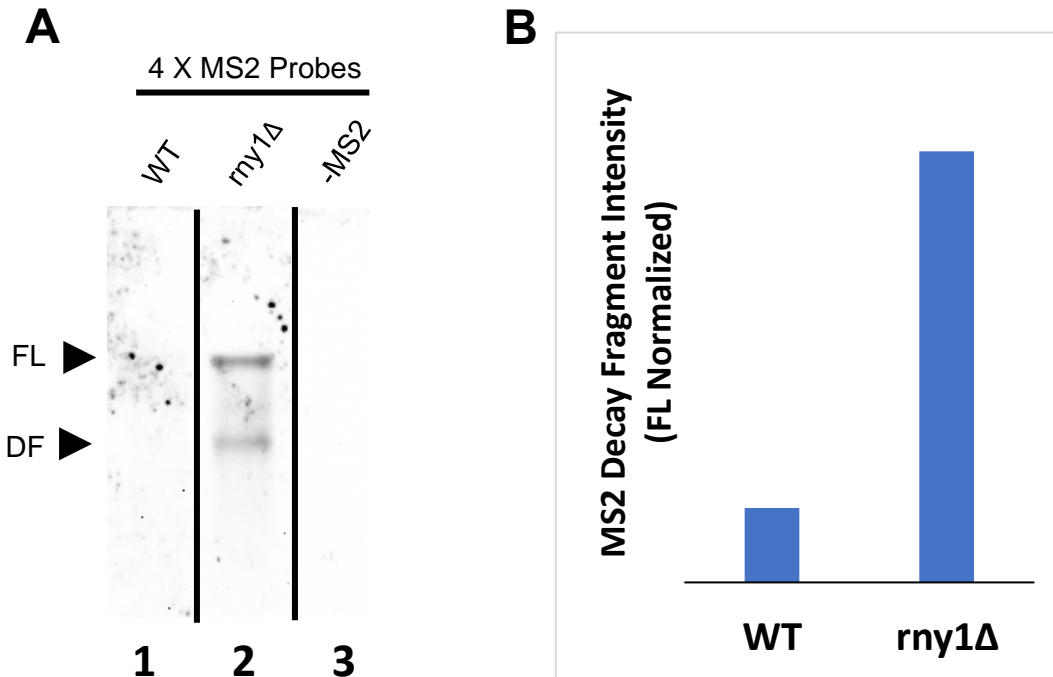 A
4 X MS2 Probes
WT
rny1Δ
-MS2
FL
DF
1
2
3
B
MS2 Decay Fragment Intensity
(FL Normalized)
WT
rny1Δ